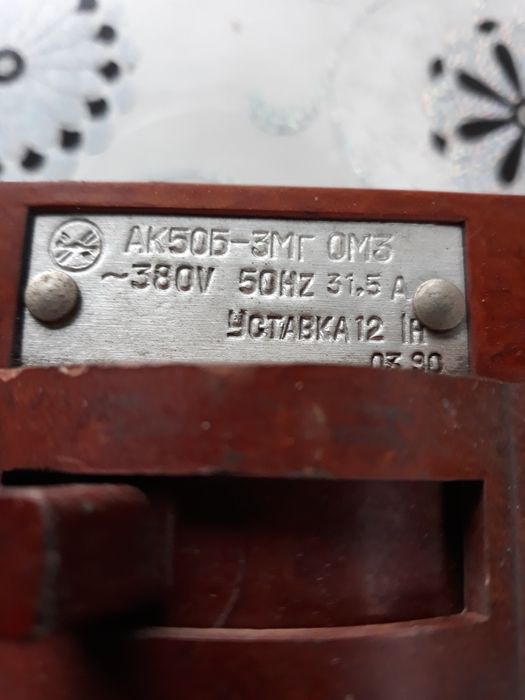 АК50Б-3МГ ОМ3
~380V 50HZ 31.5 А
УСТАВКА 12 IН
03 90